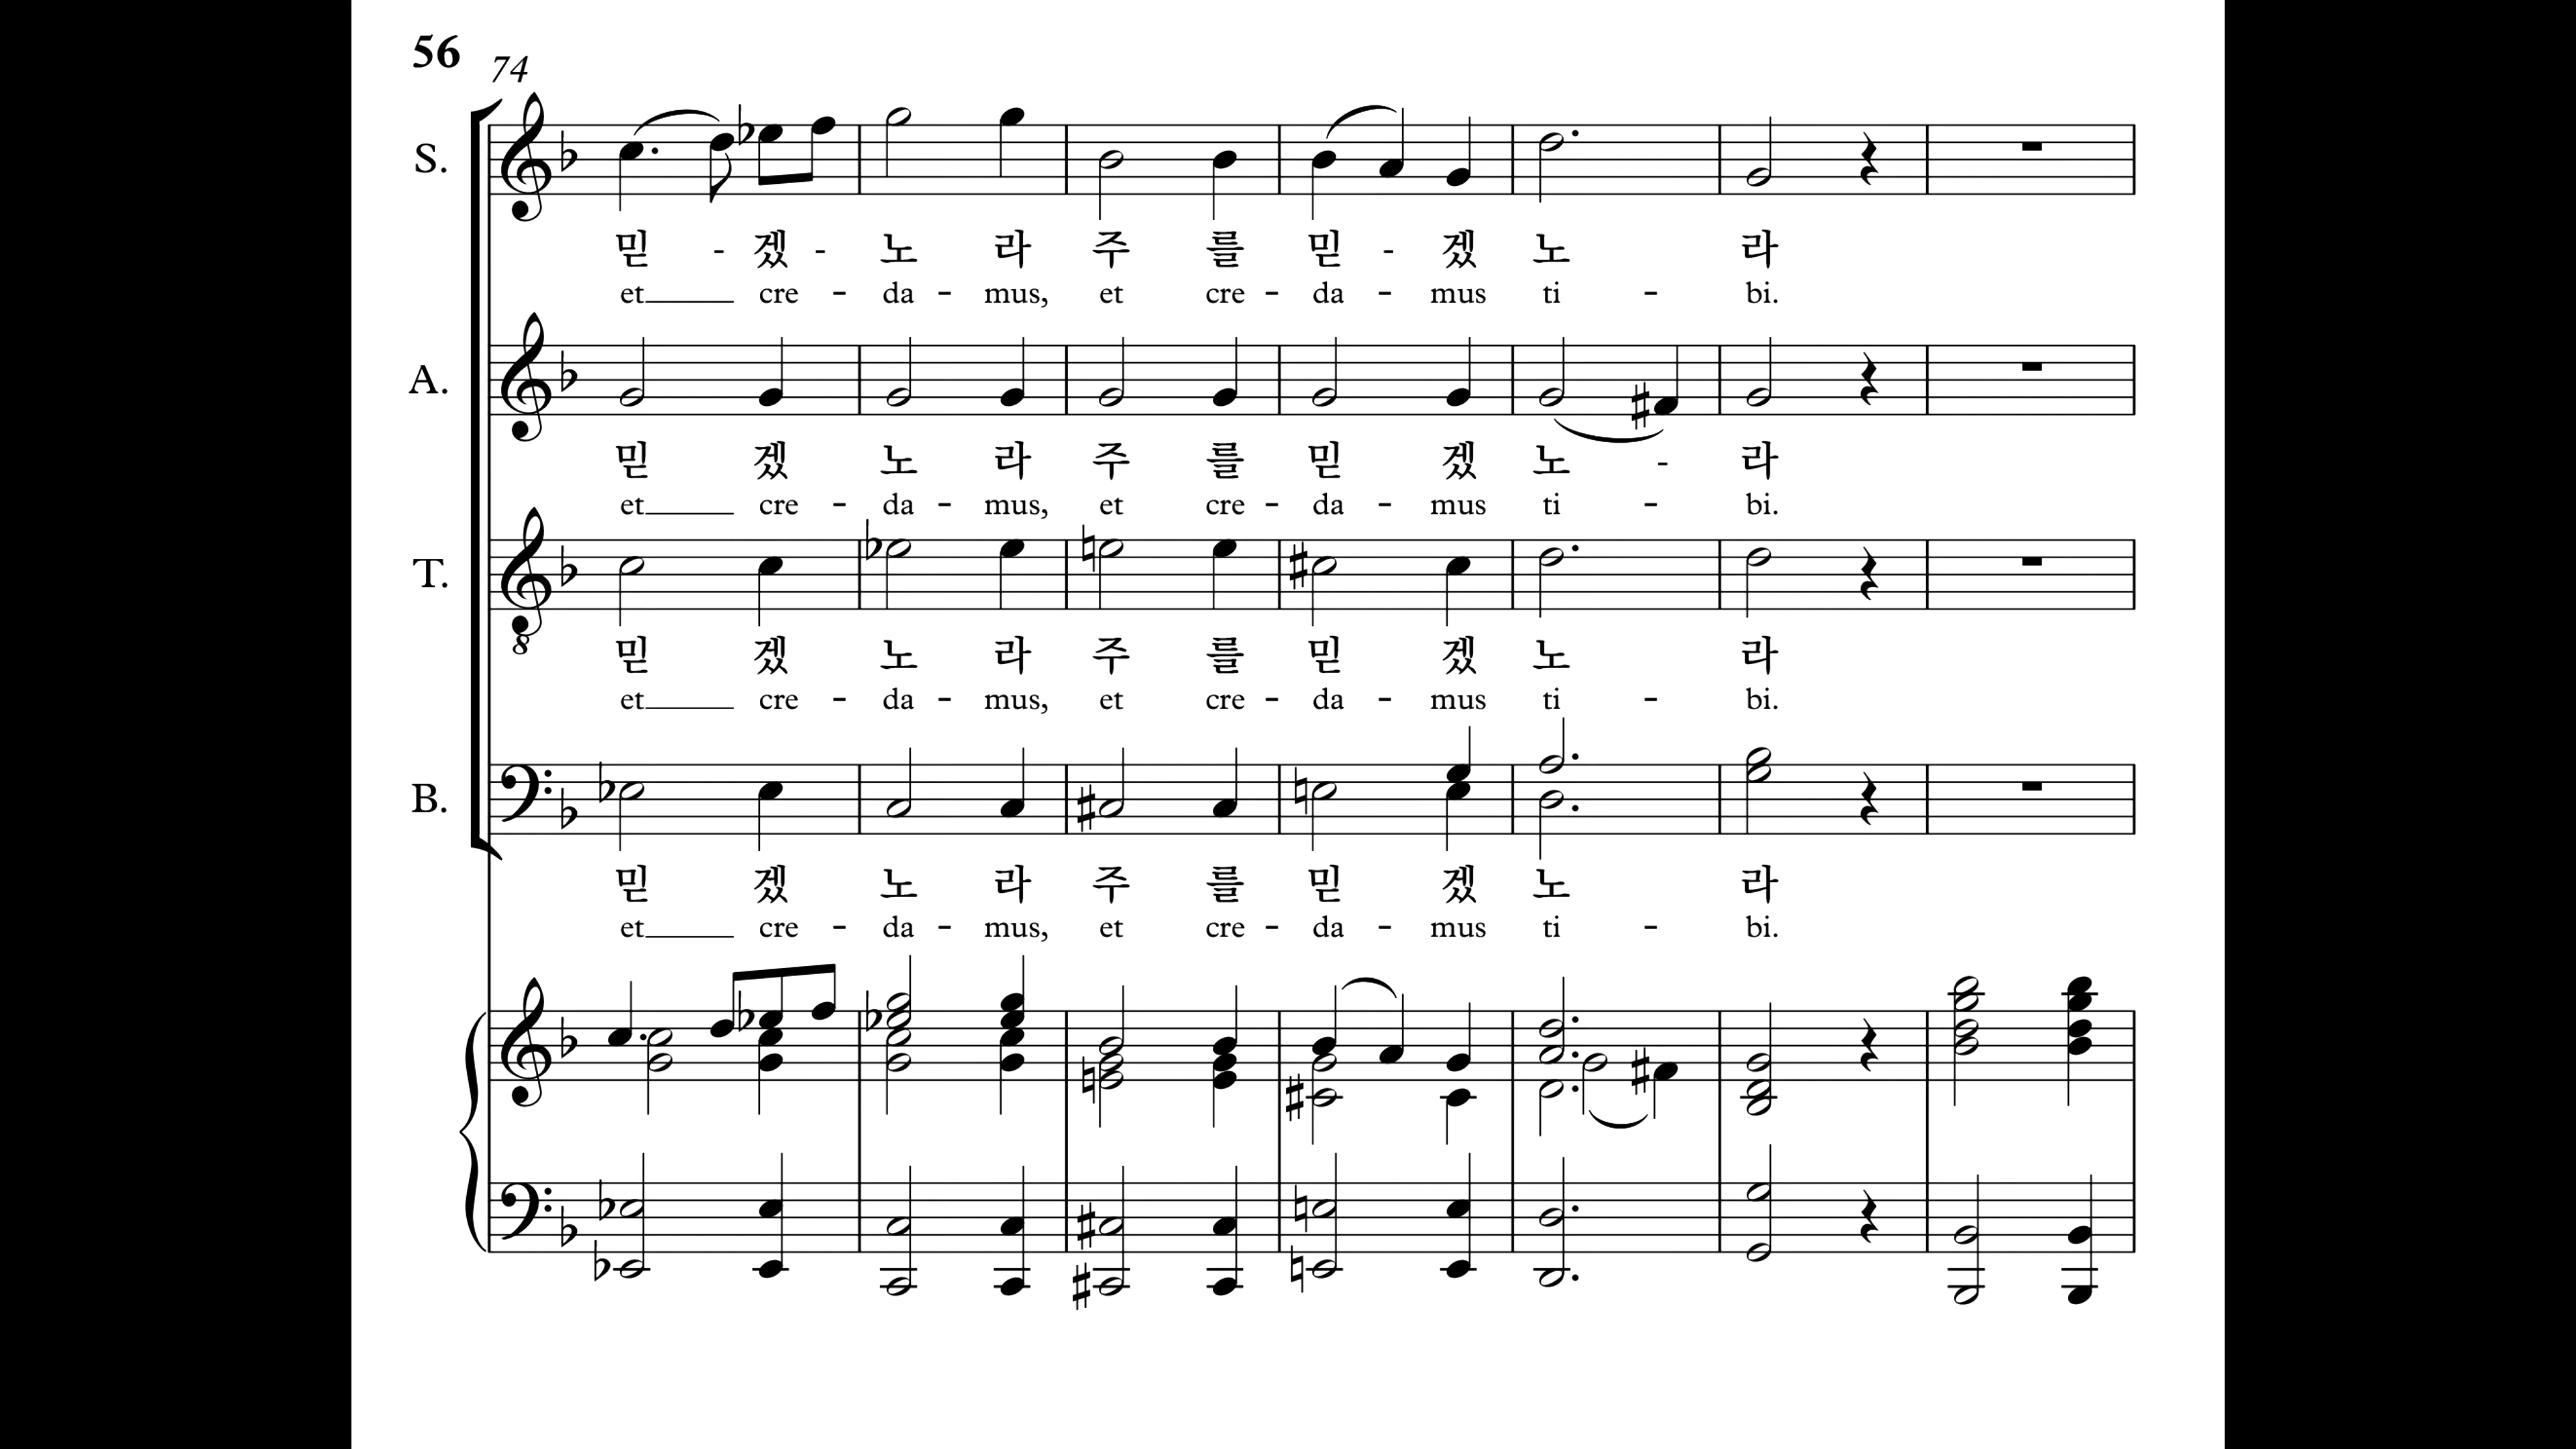 56
74
S.
믿 - 겠 - 노 라 주 를 믿 - 겠 노 라
et cre - da - mus, et cre - da - mus ti - bi.
A.
믿 겠 노 라 주 를 믿 겠 노 - 라
et cre - da - mus, et cre - da - mus ti - bi.
T.
8
믿 겠 노 라 주 를 믿 겠 노 라
et cre - da - mus, et cre - da - mus ti - bi.
B.
믿 겠 노 라 주 를 믿 겠 노 라
et cre - da - mus, et cre - da - mus ti - bi.